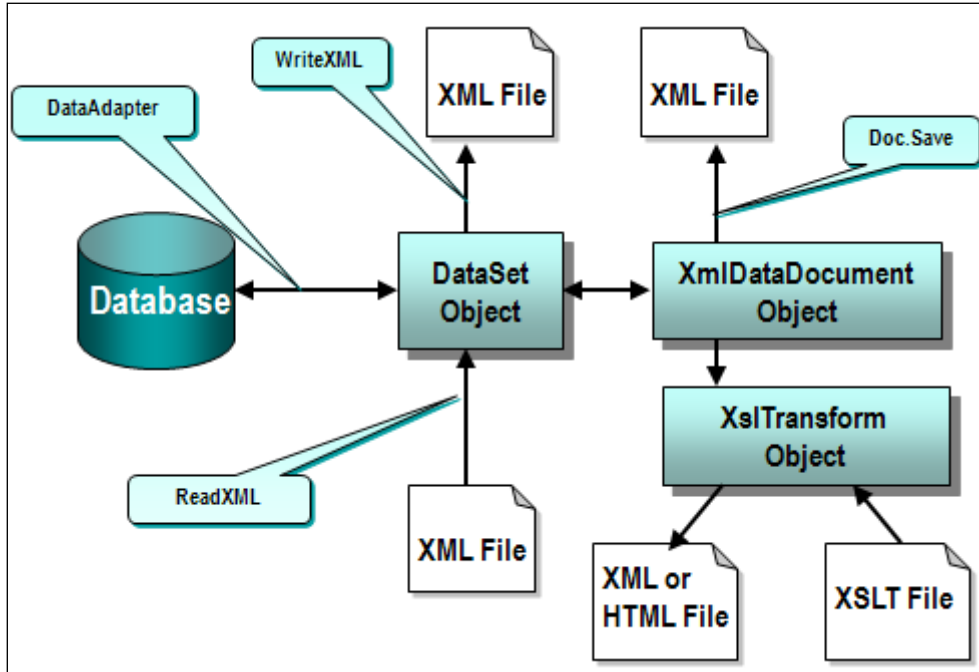 WriteXML
XML File
XML File
DataAdapter
Doc.Save
Database
DataSet
Object
XmlDataDocument
Object
XslTransform
Object
ReadXML
XML File
XML or
HTML File
XSLT File